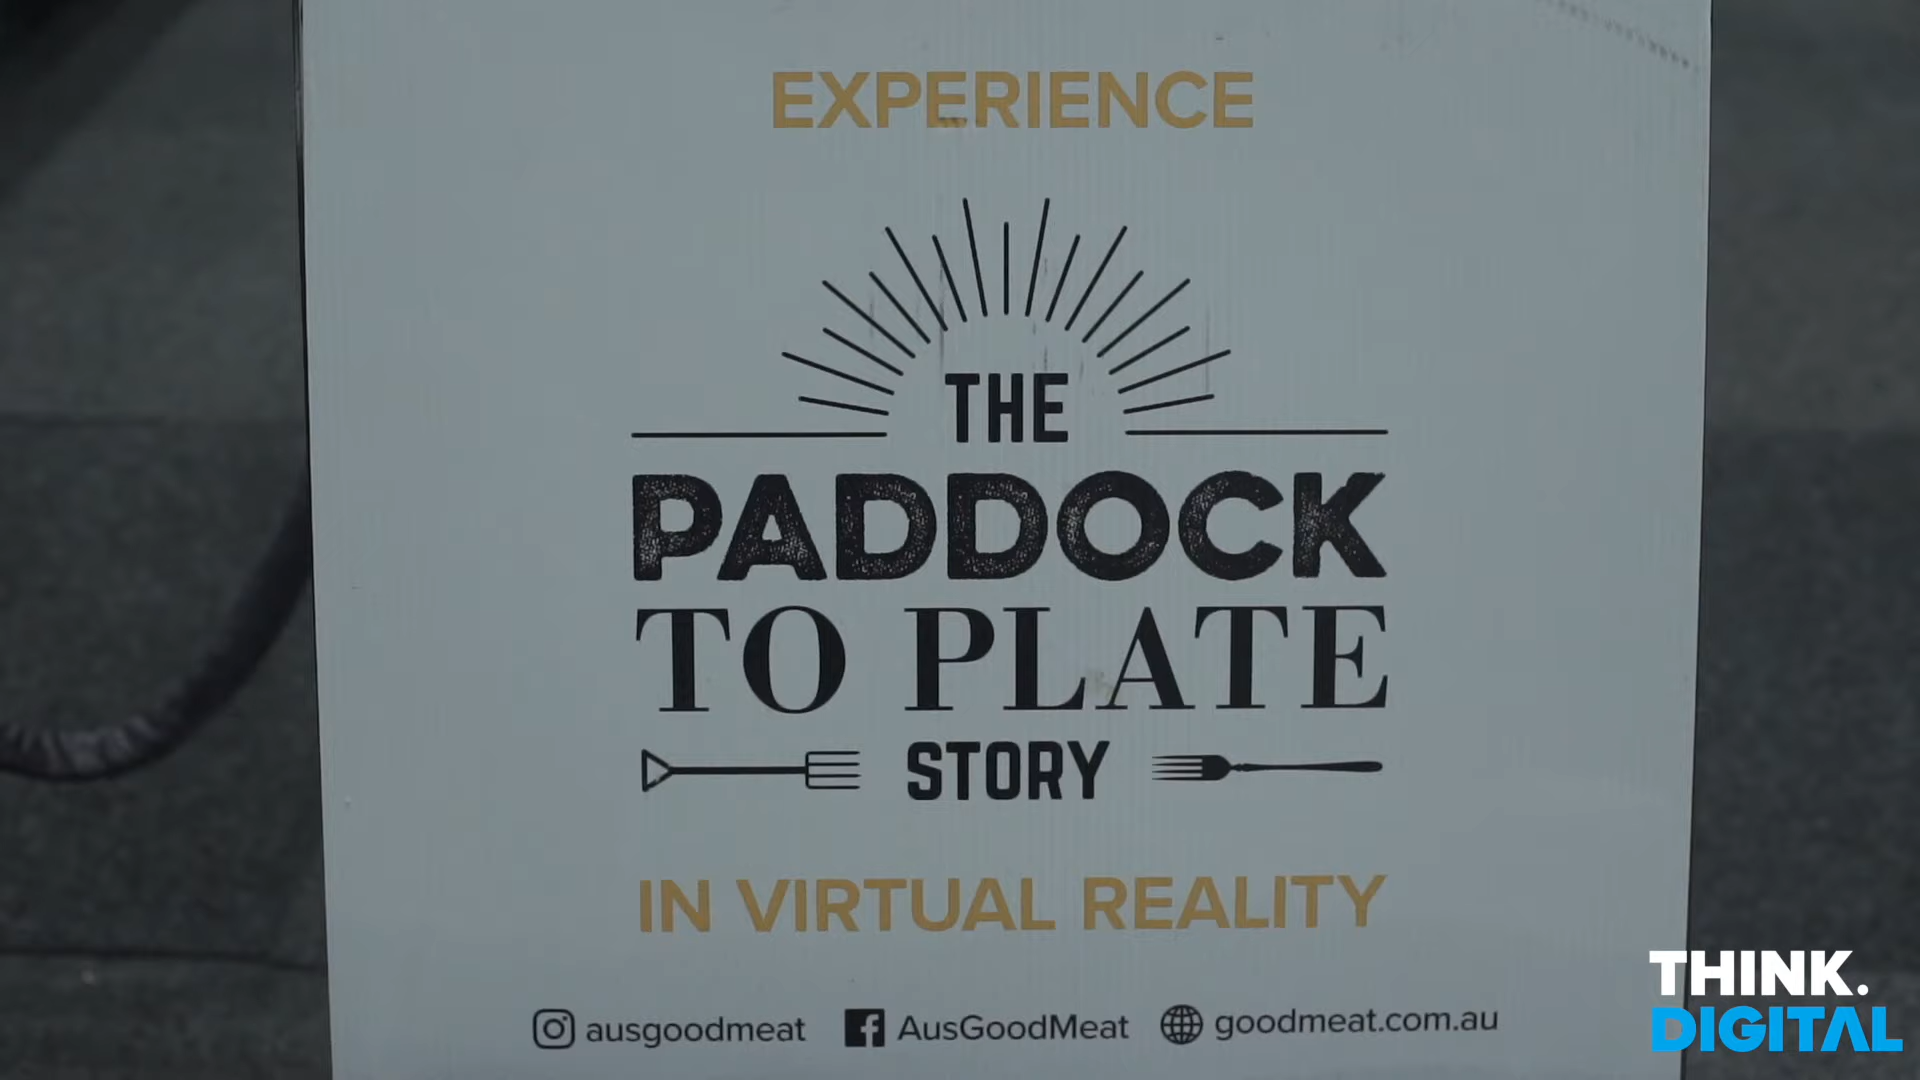 EXPERIENCE
THE
PADDOCK
TO PLATE
STORY
IN VIRTUAL REALITY
ausgoodmeat AusGoodMeat goodmeat.com.au
THINK.
DIGITAL